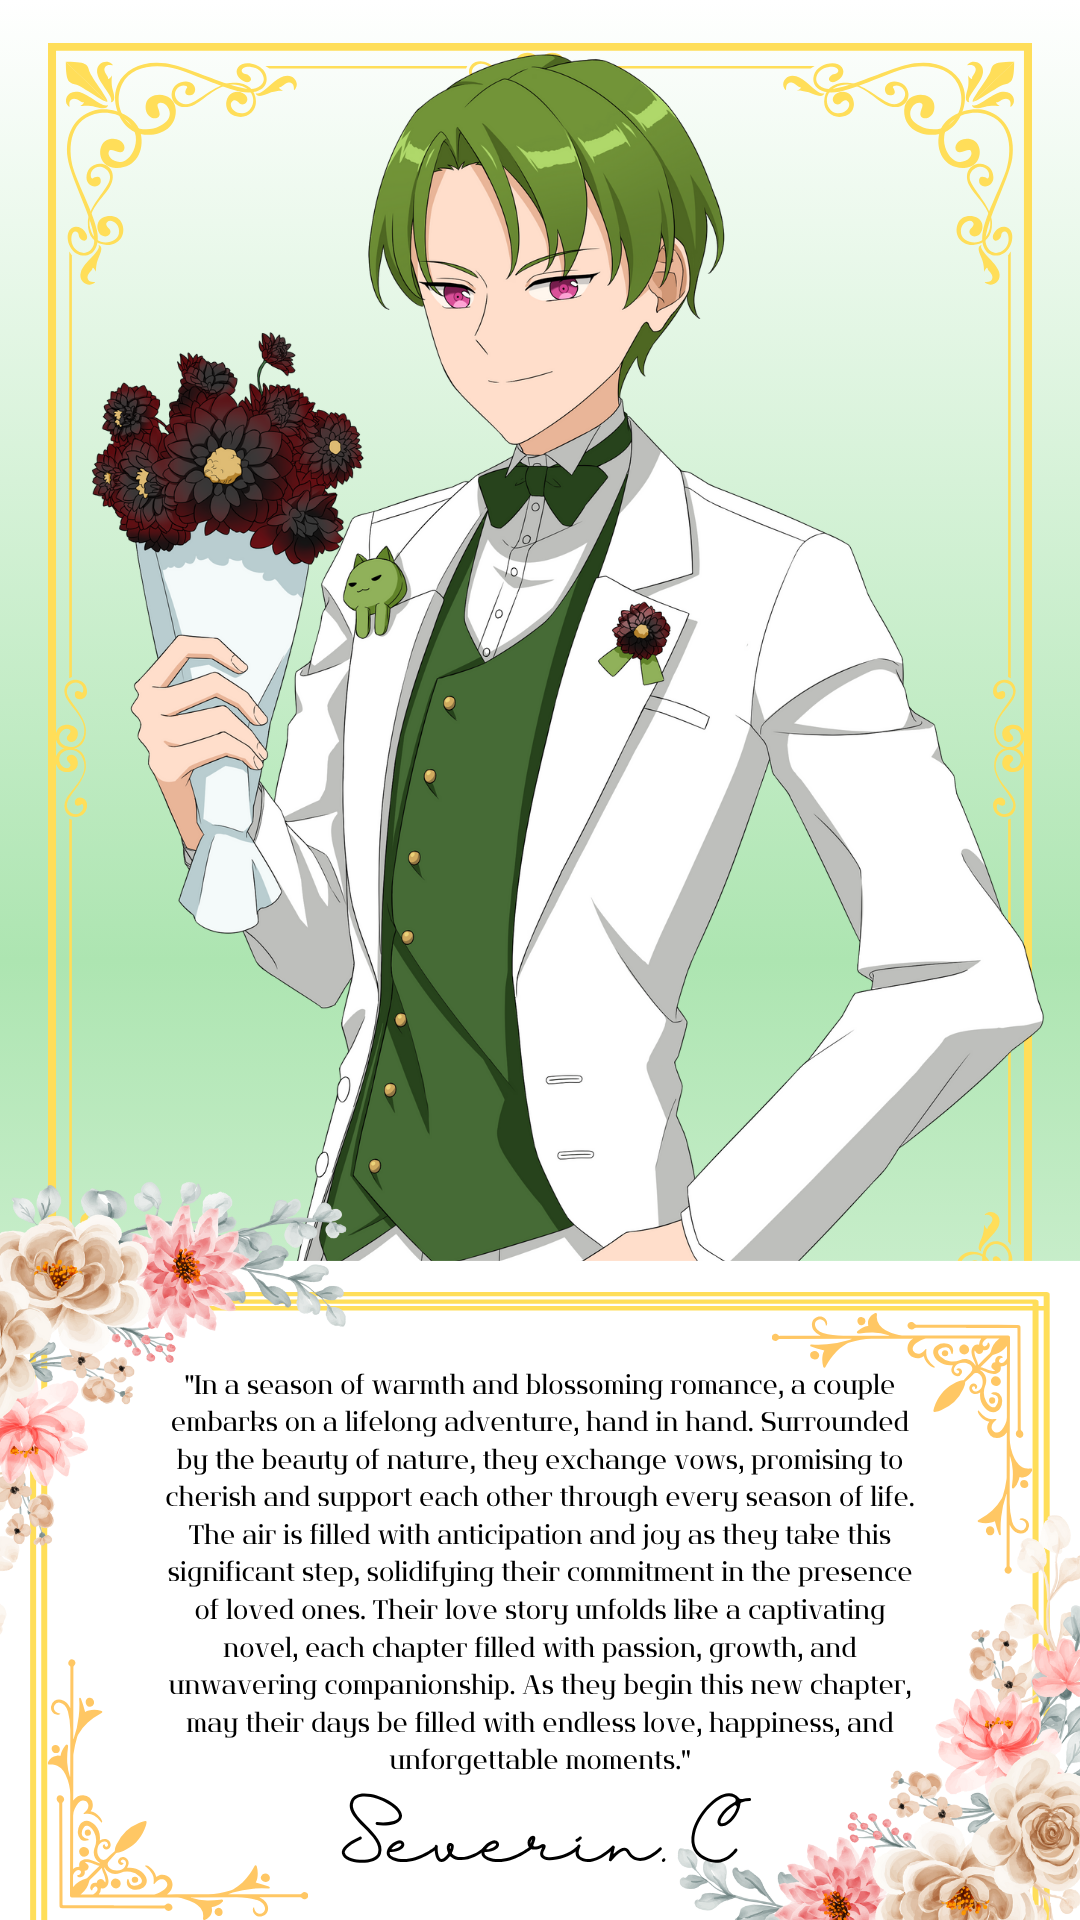 "In a season of warmth and blossoming romance, a couple
embarks on a lifelong adventure, hand in hand. Surrounded
by the beauty of nature, they exchange vows, promising to
cherish and support each other through every season of life.
The air is filled with anticipation and joy as they take this
significant step, solidifying their commitment in the presence
of loved ones. Their love story unfolds like a captivating
novel, each chapter filled with passion, growth, and
unwavering companionship. As they begin this new chapter,
may their days be filled with endless love, happiness, and
unforgettable moments."
Severin. C